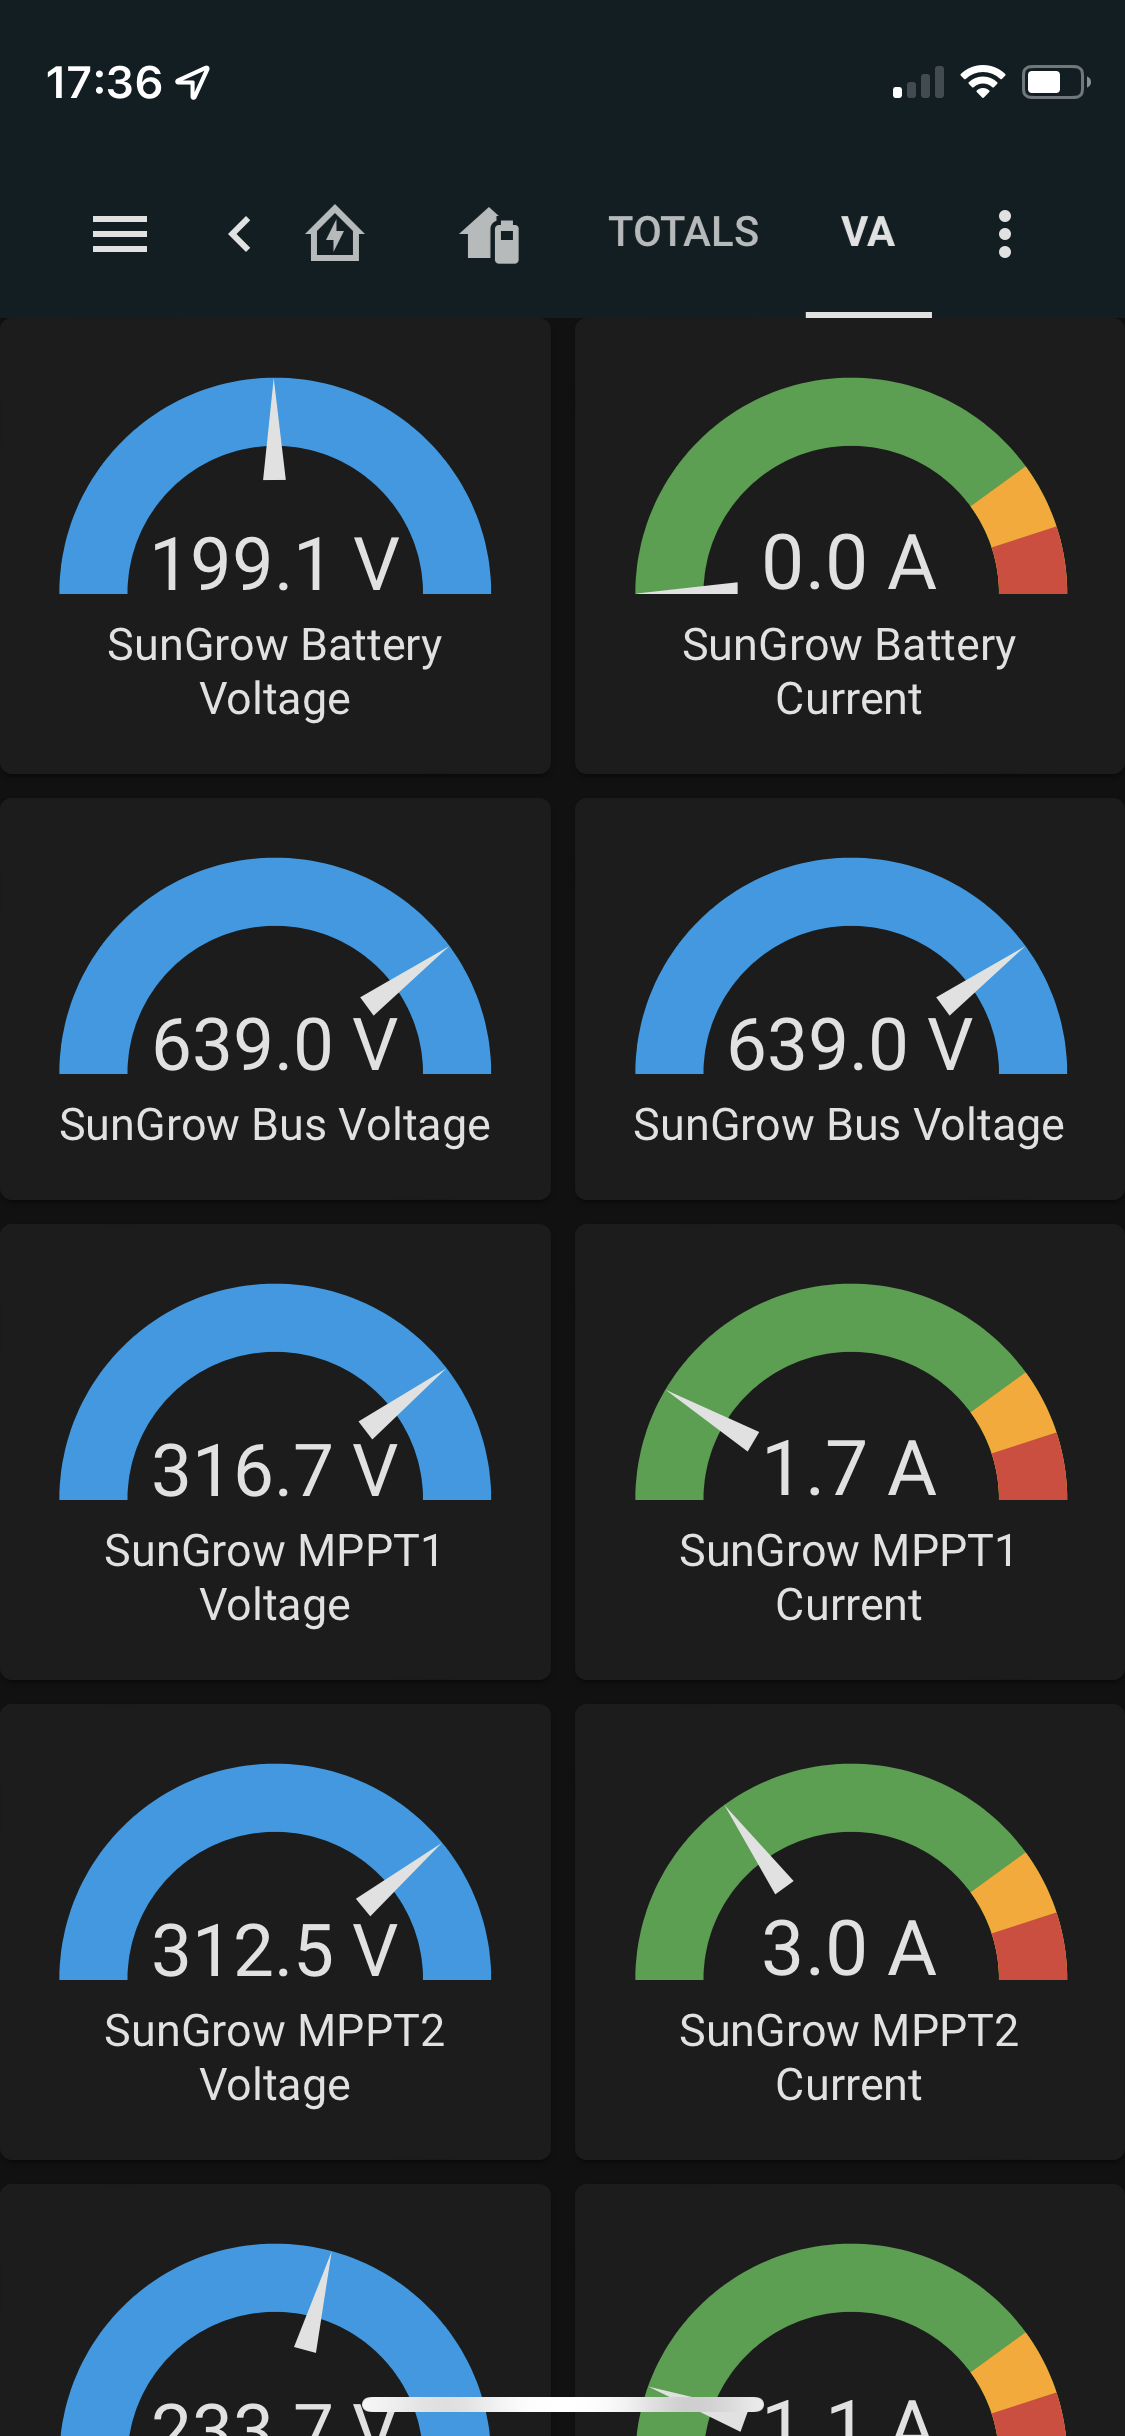 17:36
TOTALS VA
199.1 V 0.0 A
SunGrow Battery
Voltage
SunGrow Battery
Current
639.0 V 639.0 V
SunGrow Bus Voltage SunGrow Bus Voltage
316.7 V 1.7 A
SunGrow MPPT1
Voltage
SunGrow MPPT1
Current
312.5 V 3.0 A
SunGrow MPPT2
Voltage
SunGrow MPPT2
Current
233.7 V 1.1 A